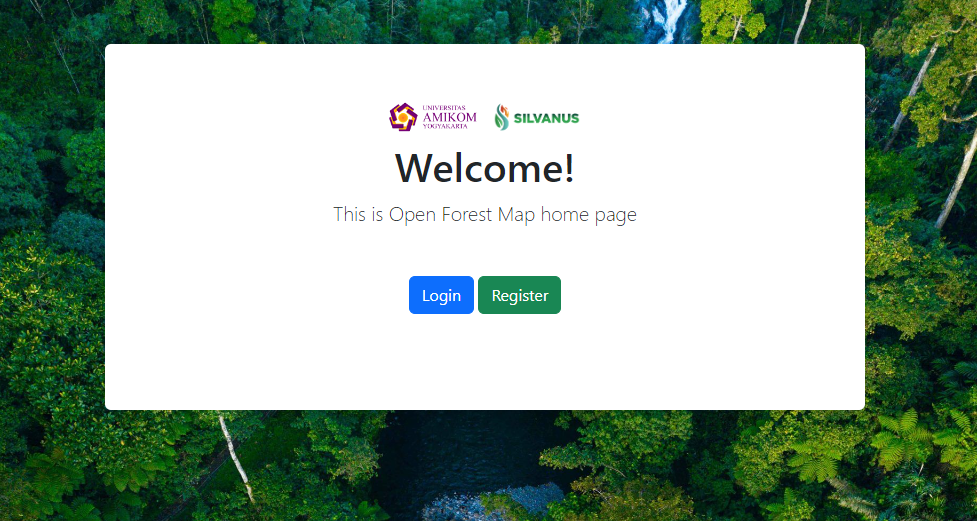 UNIVERSITAS
AMIKOM
YOGYAKARTA
SILVANUS
Welcome!
This is Open Forest Map home page
Login
Register